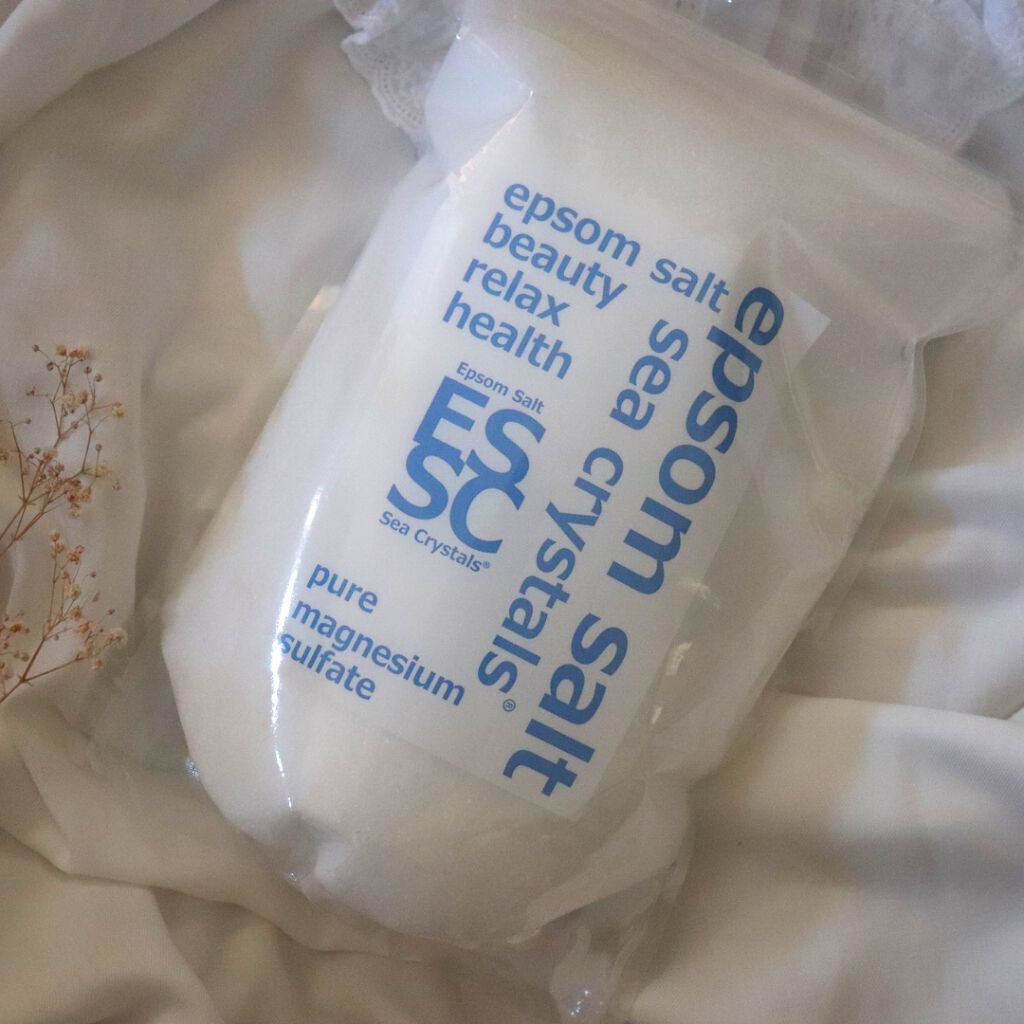 epsom salt
beauty
relax
health
Epsom Salt
ES
SC
Sea Crystals®
pure
magnesium
sulfate
epsom salt
sea crystals®